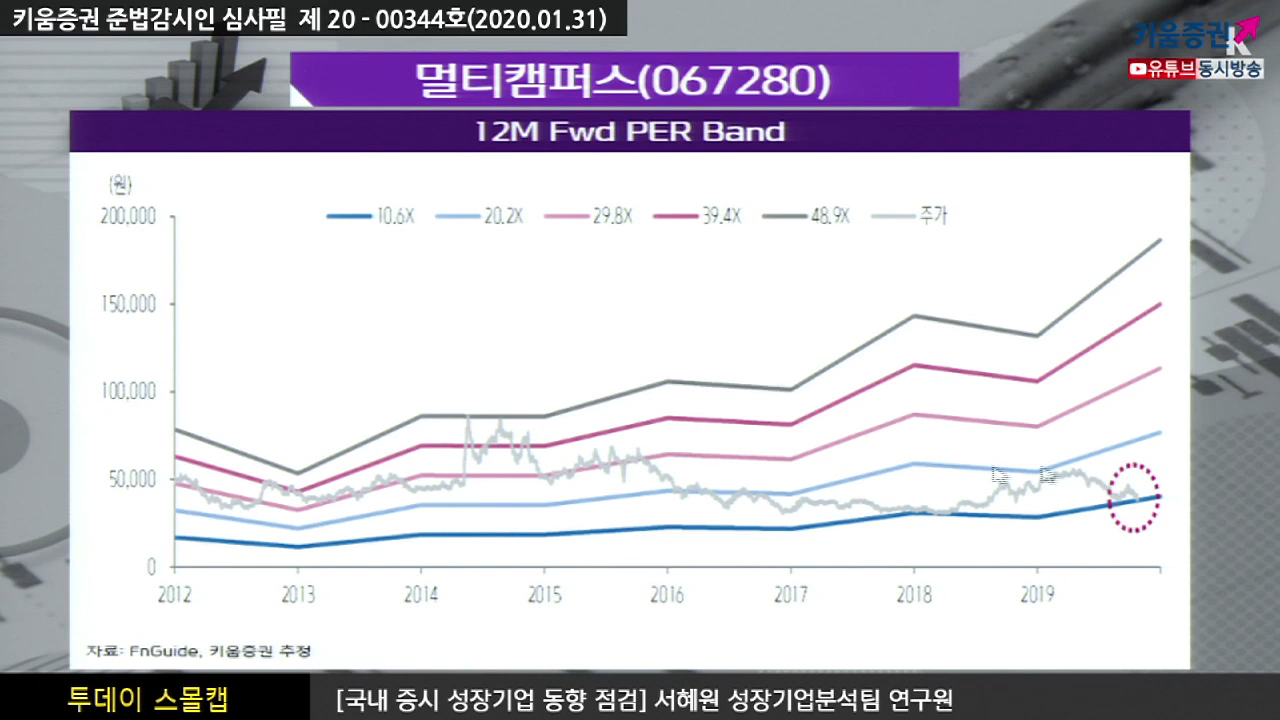 키움증권 준법감시인 심사필 제 20 - 00344호(2020.01.31)
키움증권
유튜브 동시방송
멀티캠퍼스(067280)
12M Fwd PER Band
(원)
10.6X 20.2X 29.8X 39.4X 48.9X 주가
200,000
150,000
100,000
50,000
0
2012 2013 2014 2015 2016 2017 2018 2019
자료: FnGuide, 키움증권 추정
투데이 스몰캡
[국내 증시 성장기업 동향 점검] 서혜원 성장기업분석팀 연구원